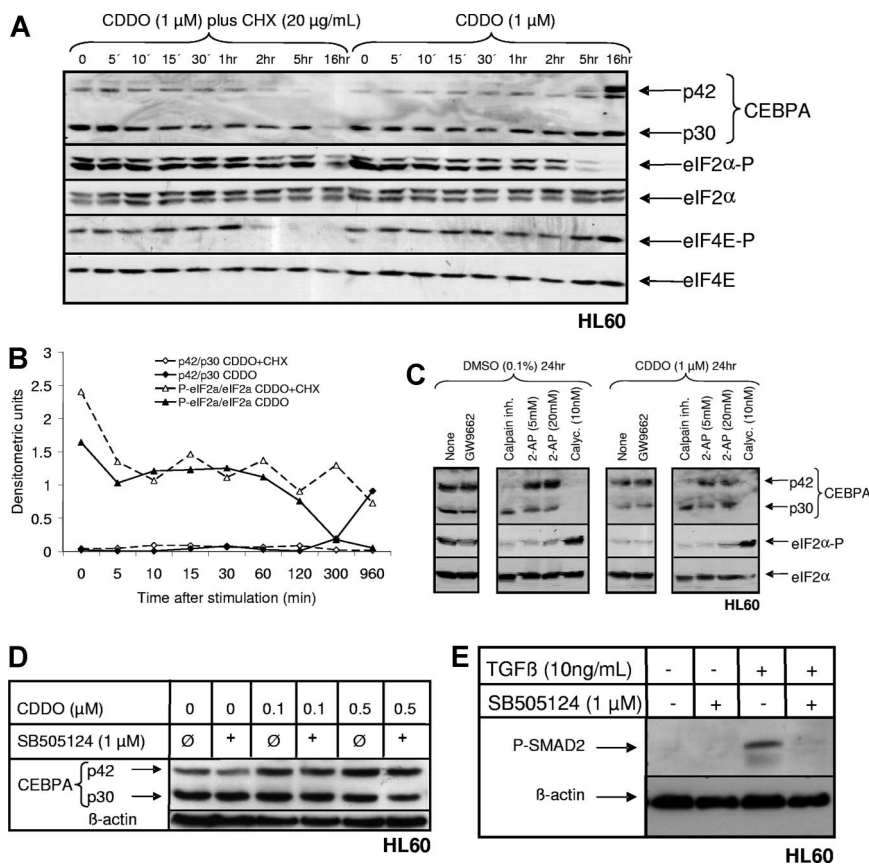 A
CDDO (1 µM) plus CHX (20 µg/mL)
CDDO (1 µM)
0 5´ 10´ 15´ 30´ 1hr 2hr 5hr 16hr 0 5´ 10´ 15´ 30´ 1hr 2hr 5hr 16hr
p42
CEBPA
p30
eIF2α-P
eIF2α
eIF4E-P
eIF4E
HL60
B
3
2.5
2
1.5
1
0.5
0
Densitometric units
p42/p30 CDDO+CHX
p42/p30 CDDO
P-eIF2a/eIF2a CDDO+CHX
P-eIF2a/eIF2a CDDO
0 5 10 15 30 60 120 300 960
Time after stimulation (min)
C
DMSO (0.1%) 24hr
CDDO (1 µM) 24hr
None
GW9662
Calpain inh.
2-AP (5mM)
2-AP (20mM)
Calyc. (10nM)
None
GW9662
Calpain inh.
2-AP (5mM)
2-AP (20mM)
Calyc. (10nM)
p42
CEBPA
p30
eIF2α-P
eIF2α
HL60
D
CDDO (µM) 0 0 0.1 0.1 0.5 0.5
SB505124 (1 µM) Ø + Ø + Ø +
CEBPA
p42
p30
ß-actin
HL60
E
TGFß (10ng/mL) - - + +
SB505124 (1 µM) - + - +
P-SMAD2
ß-actin
HL60